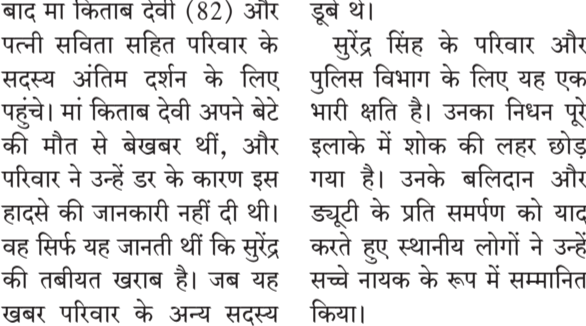 बाद मा किताब देवी (82) और
पत्नी सविता सहित परिवार के
सदस्य अंतिम दर्शन के लिए
पहुंचे। मां किताब देवी अपने बेटे
की मौत से बेखबर थीं, और
परिवार ने उन्हें डर के कारण इस
हादसे की जानकारी नहीं दी थी।
वह सिर्फ यह जानती थीं कि सुरेंद्र
की तबीयत खराब है। जब यह
खबर परिवार के अन्य सदस्य
डूबे थे।
सुरेंद्र सिंह के परिवार और
पुलिस विभाग के लिए यह एक
भारी क्षति है। उनका निधन पूरे
इलाके में शोक की लहर छोड़
गया है। उनके बलिदान और
ड्यूटी के प्रति समर्पण को याद
करते हुए स्थानीय लोगों ने उन्हें
सच्चे नायक के रूप में सम्मानित
किया।